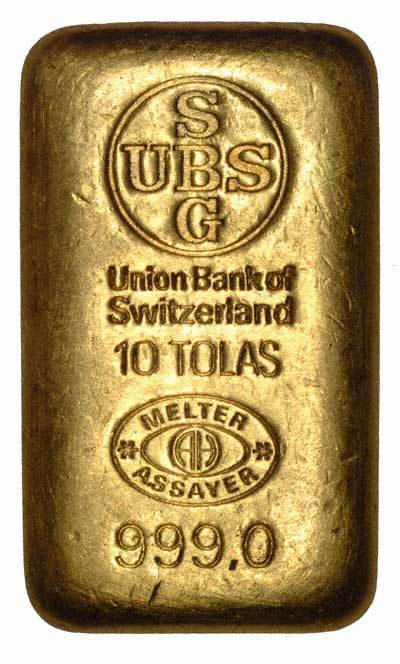 S
UBS
G
Union Bank of
Switzerland
10 TOLAS
MELTER
AH
ASSAYER
999,0